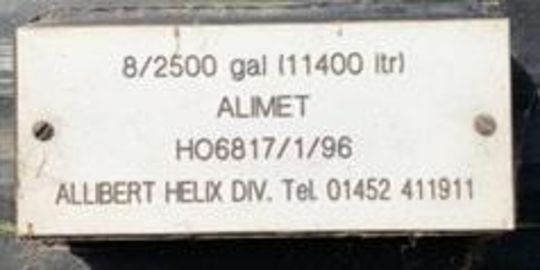 8/2500 gal (11400 ltr)
ALIMET
HO6817/1/96
ALLIBERT HELIX DIV. Tel. 01452 411911